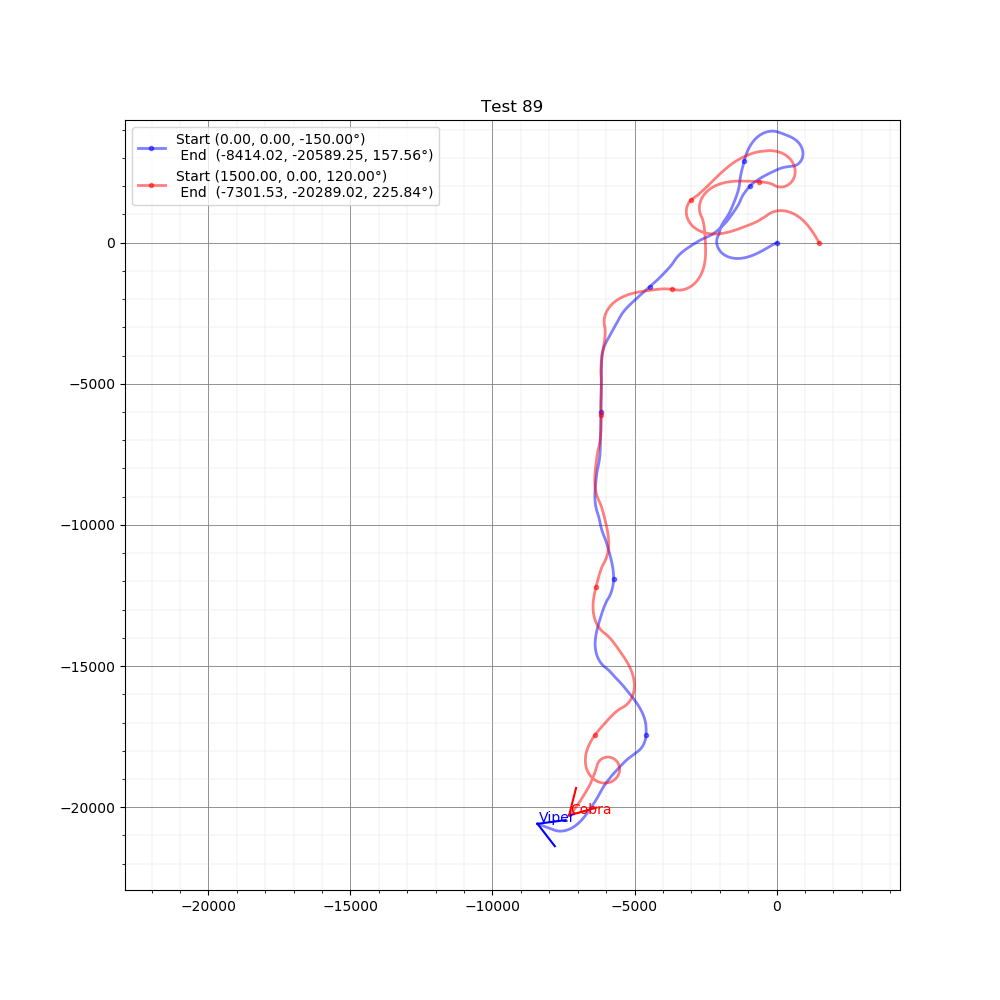 Test 89
Start (0.00, 0.00, -150.00°)
End (-8414.02, -20589.25, 157.56°)
Start (1500.00, 0.00, 120.00°)
End (-7301.53, -20289.02, 225.84°)
0
−5000
−10000
−15000
−20000
Cobra
Viper
−20000 −15000 −10000 −5000 0